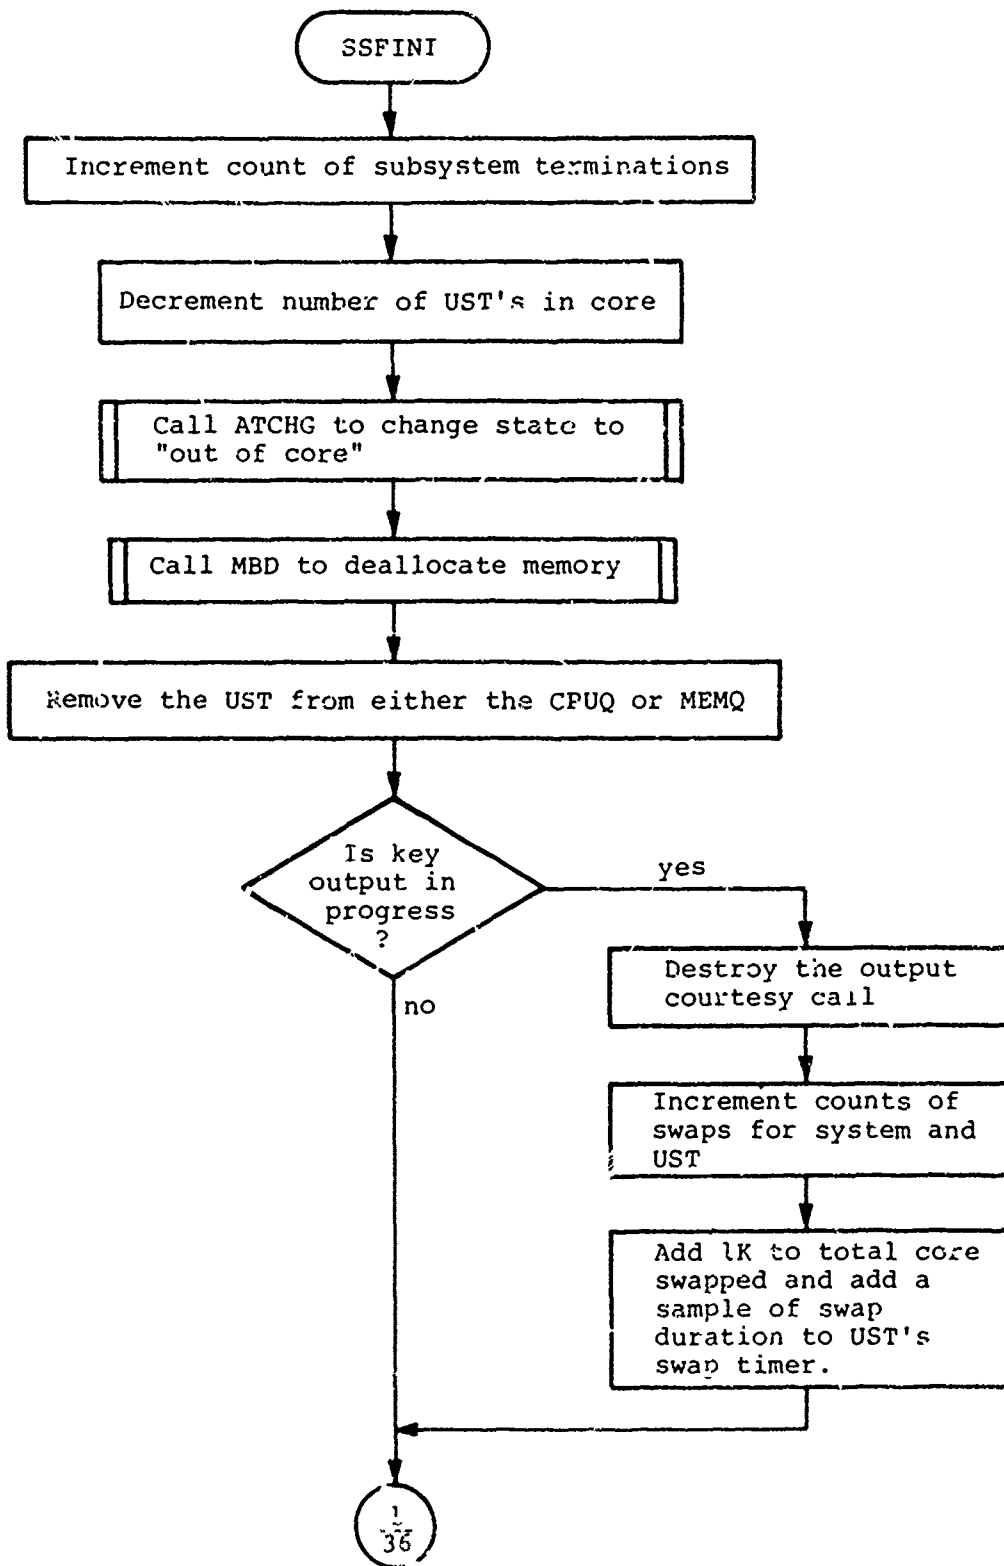 SSFINI
Increment count of subsystem terminations
Decrement number of UST's in core
Call ATCHG to change state to
"out of core"
Call MBD to deallocate memory
Remove the UST from either the CPUQ or MEMQ
Is key
output in
progress
?
yes
no
Destroy the output
courtesy call
Increment counts of
swaps for system and
UST
Add 1K to total core
swapped and add a
sample of swap
duration to UST's
swap timer.
1
36